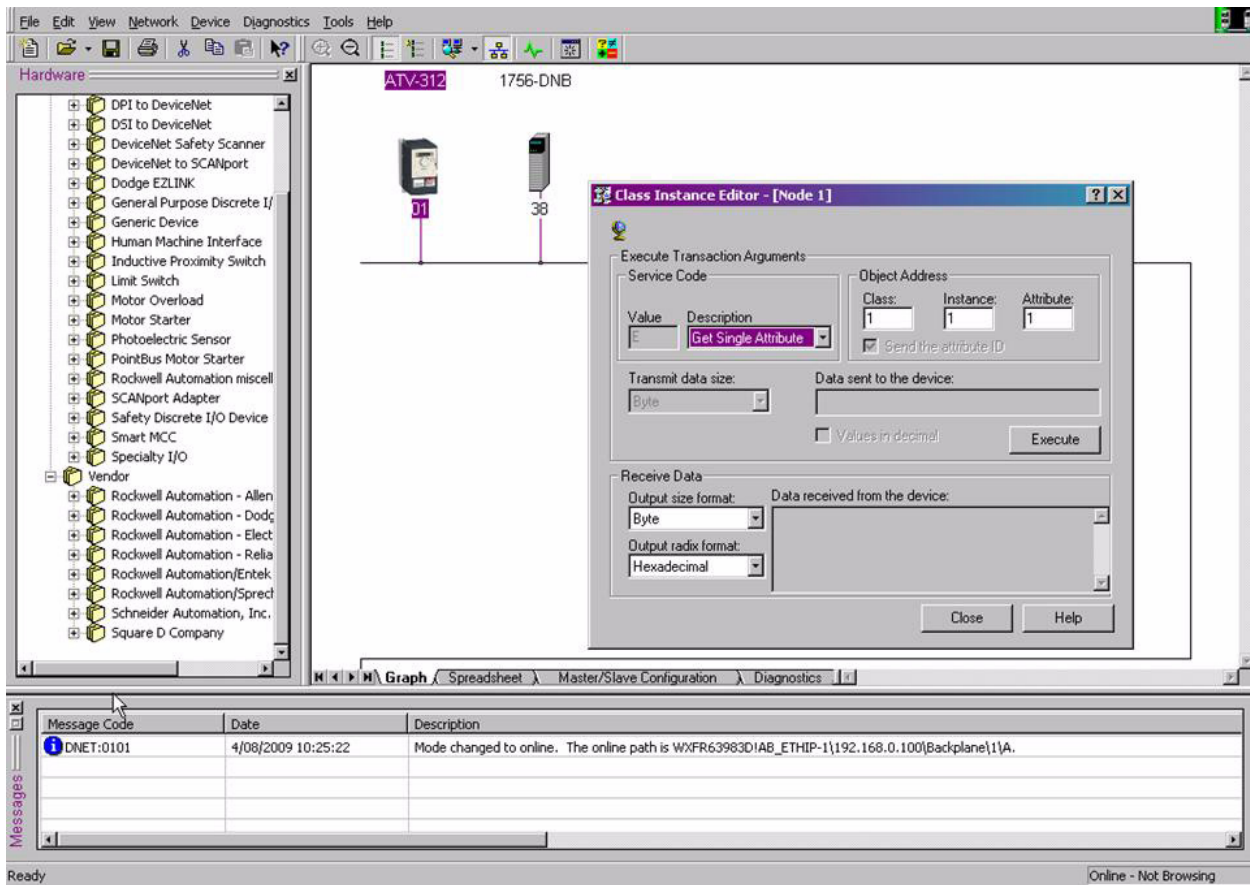 File Edit View Network Device Diagnostics Tools Help
Hardware
DPI to DeviceNet
DSI to DeviceNet
DeviceNet Safety Scanner
DeviceNet to SCANport
Dodge EZLINK
General Purpose Discrete I/
Generic Device
Human Machine Interface
Inductive Proximity Switch
Limit Switch
Motor Overload
Motor Starter
Photoelectric Sensor
PointBus Motor Starter
Rockwell Automation miscell
SCANport Adapter
Safety Discrete I/O Device
Smart MCC
Specialty I/O
Vendor
Rockwell Automation - Allen
Rockwell Automation - Dodg
Rockwell Automation - Elect
Rockwell Automation - Relia
Rockwell Automation/Entek
Rockwell Automation/Sprech
Schneider Automation, Inc.
Square D Company
ATV-312
1756-DNB
01
38
Class Instance Editor - [Node 1]
Execute Transaction Arguments
Service Code
Value
Description
E
Get Single Attribute
Object Address
Class:
Instance:
Attribute:
1
1
1
Send the attribute ID
Transmit data size:
Byte
Data sent to the device:
Values in decimal
Execute
Receive Data
Output size format:
Byte
Output radix format:
Hexadecimal
Data received from the device:
Close
Help
Graph
Spreadsheet
Master/Slave Configuration
Diagnostics
Messages
Message Code
Date
Description
DNET:0101
4/08/2009 10:25:22
Mode changed to online. The online path is WXFR63983D!AB_ETHIP-1\192.168.0.100\Backplane\1\A.
Ready
Online - Not Browsing